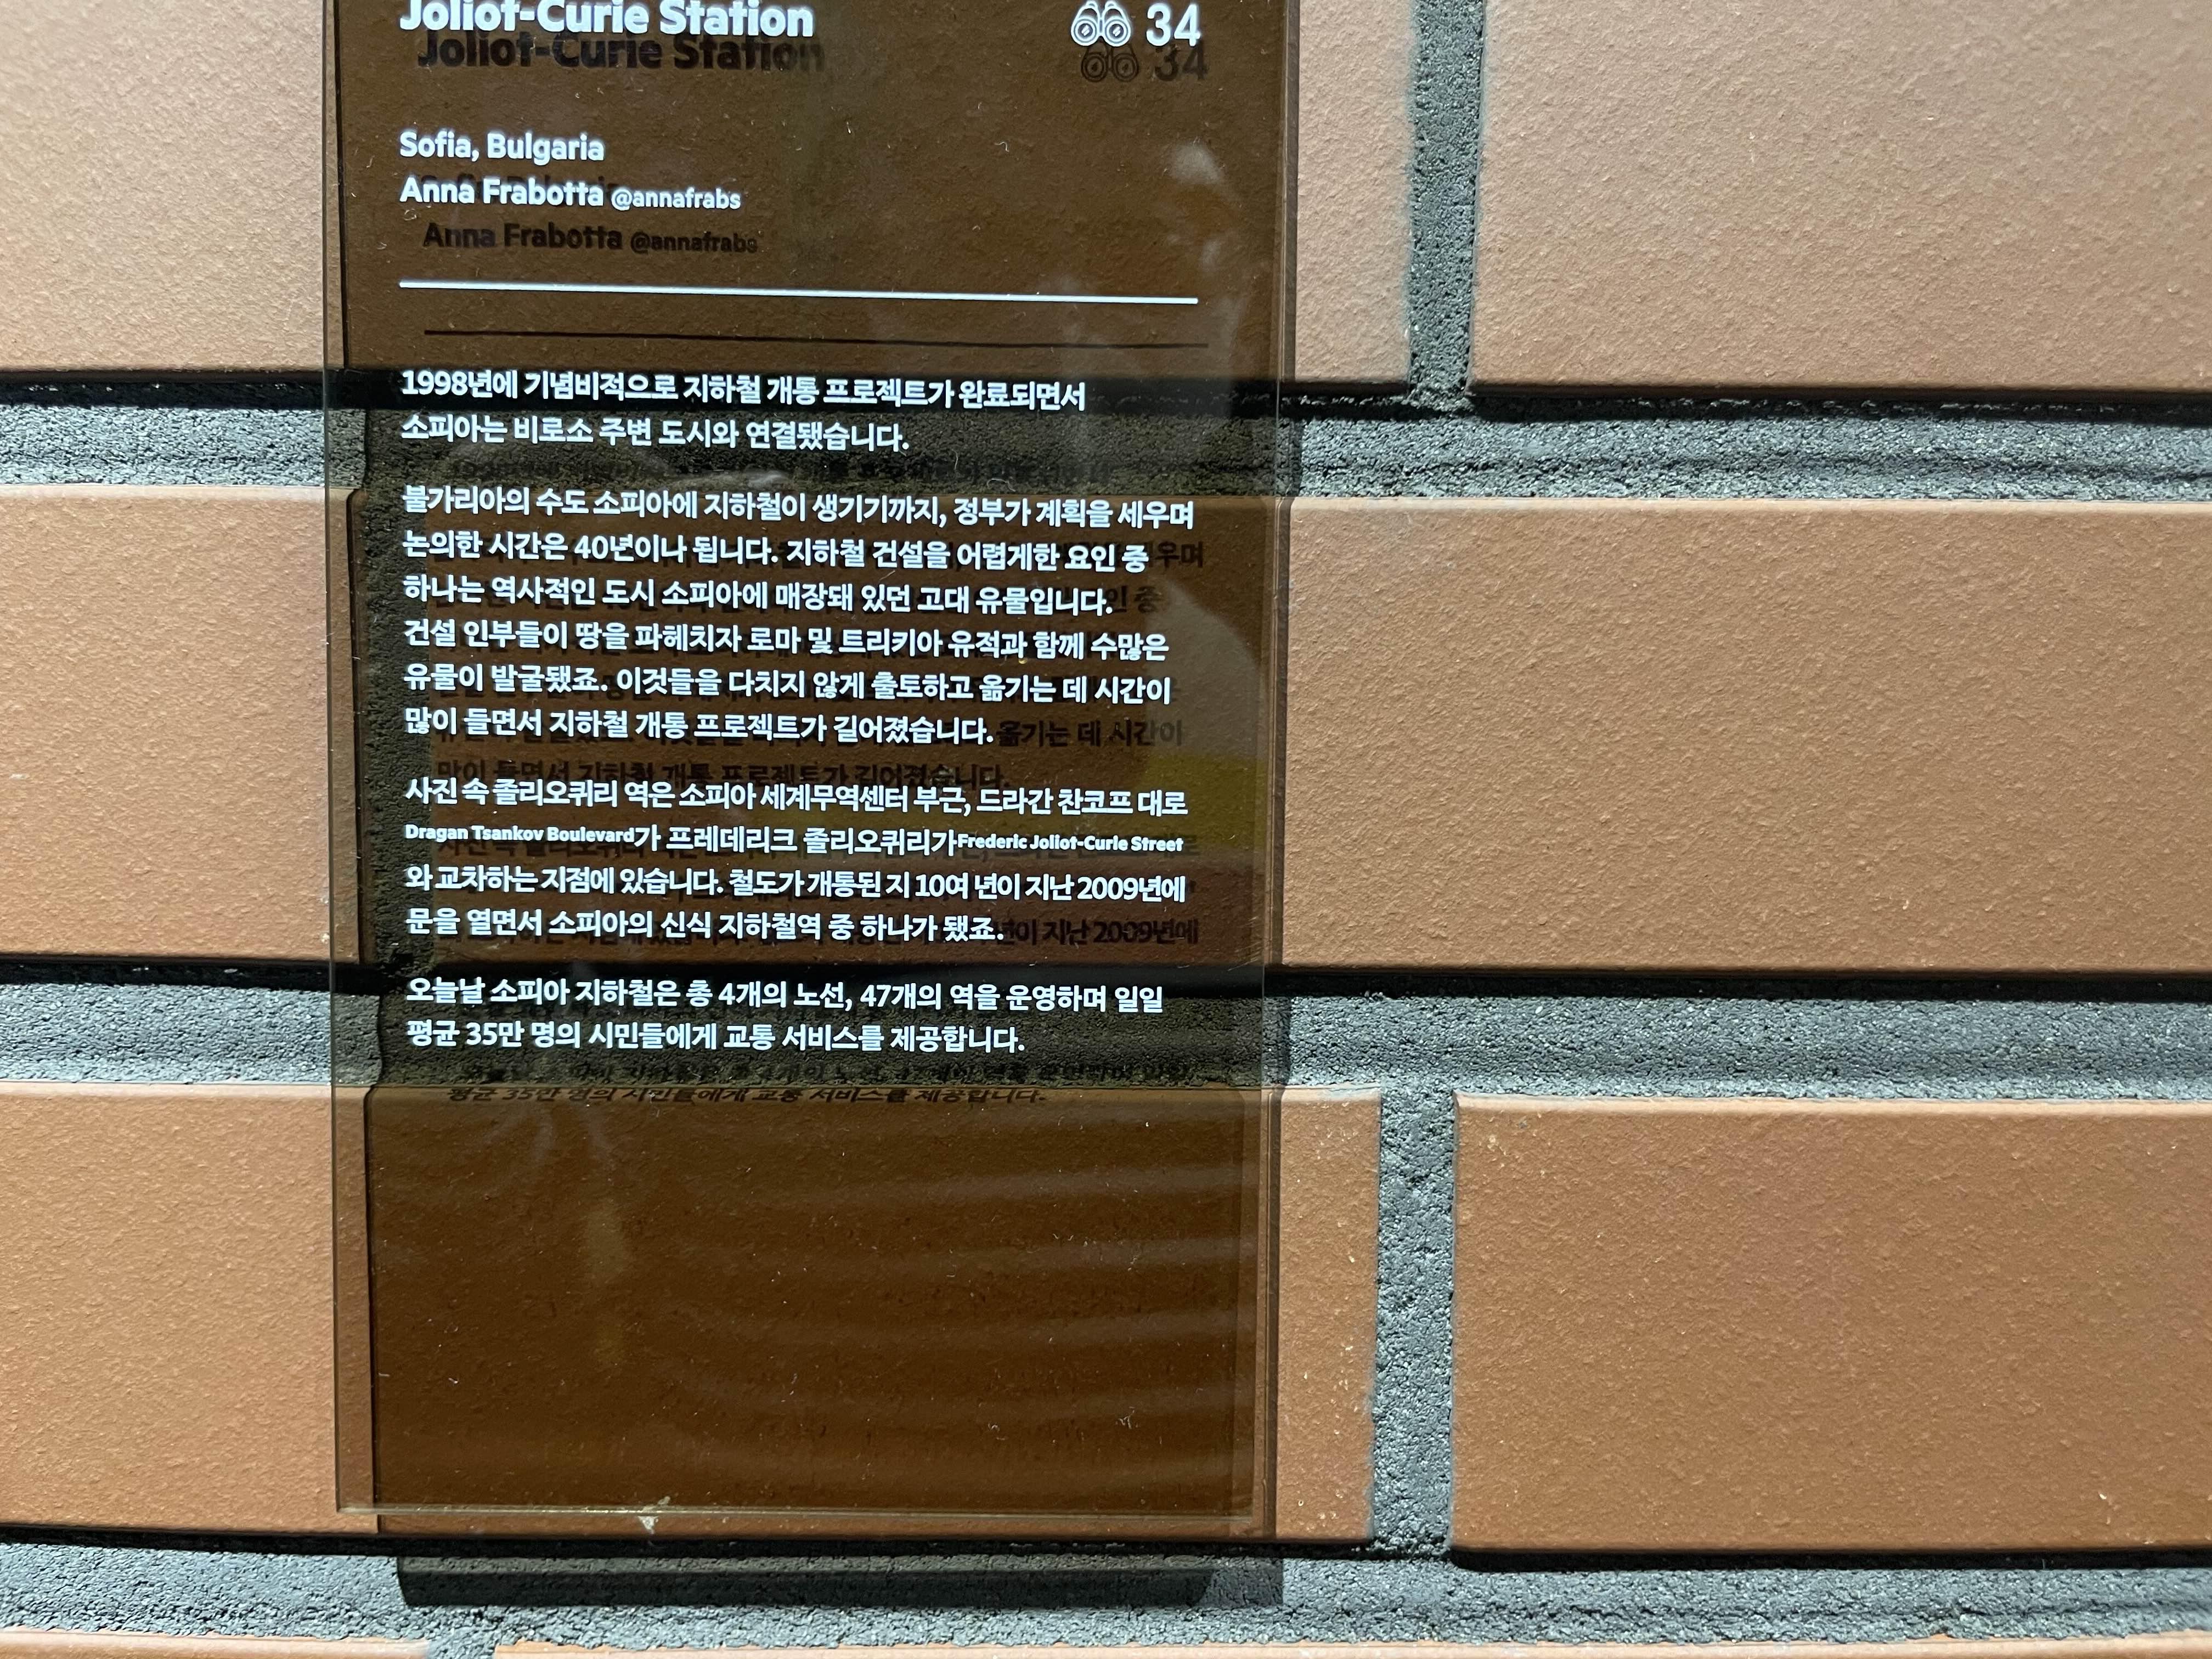 Joliot-Curie Station
34
Sofia, Bulgaria
Anna Frabotta @annafrabs
1998년에 기념비적으로 지하철 개통 프로젝트가 완료되면서
소피아는 비로소 주변 도시와 연결됐습니다.
불가리아의 수도 소피아에 지하철이 생기기까지, 정부가 계획을 세우며
논의한 시간은 40년이나 됩니다. 지하철 건설을 어렵게한 요인 중
하나는 역사적인 도시 소피아에 매장돼 있던 고대 유물입니다.
건설 인부들이 땅을 파헤치자 로마 및 트리키아 유적과 함께 수많은
유물이 발굴됐죠. 이것들을 다치지 않게 출토하고 옮기는 데 시간이
많이 들면서 지하철 개통 프로젝트가 길어졌습니다.
사진 속 졸리오퀴리 역은 소피아 세계무역센터 부근, 드라간 찬코프 대로
Dragan Tsankov Boulevard가 프레데리크 졸리오퀴리가Frederic Joliot-Curie Street
와 교차하는 지점에 있습니다. 철도가 개통된 지 10여 년이 지난 2009년에
문을 열면서 소피아의 신식 지하철역 중 하나가 됐죠.
오늘날 소피아 지하철은 총 4개의 노선, 47개의 역을 운영하며 일일
평균 35만 명의 시민들에게 교통 서비스를 제공합니다.